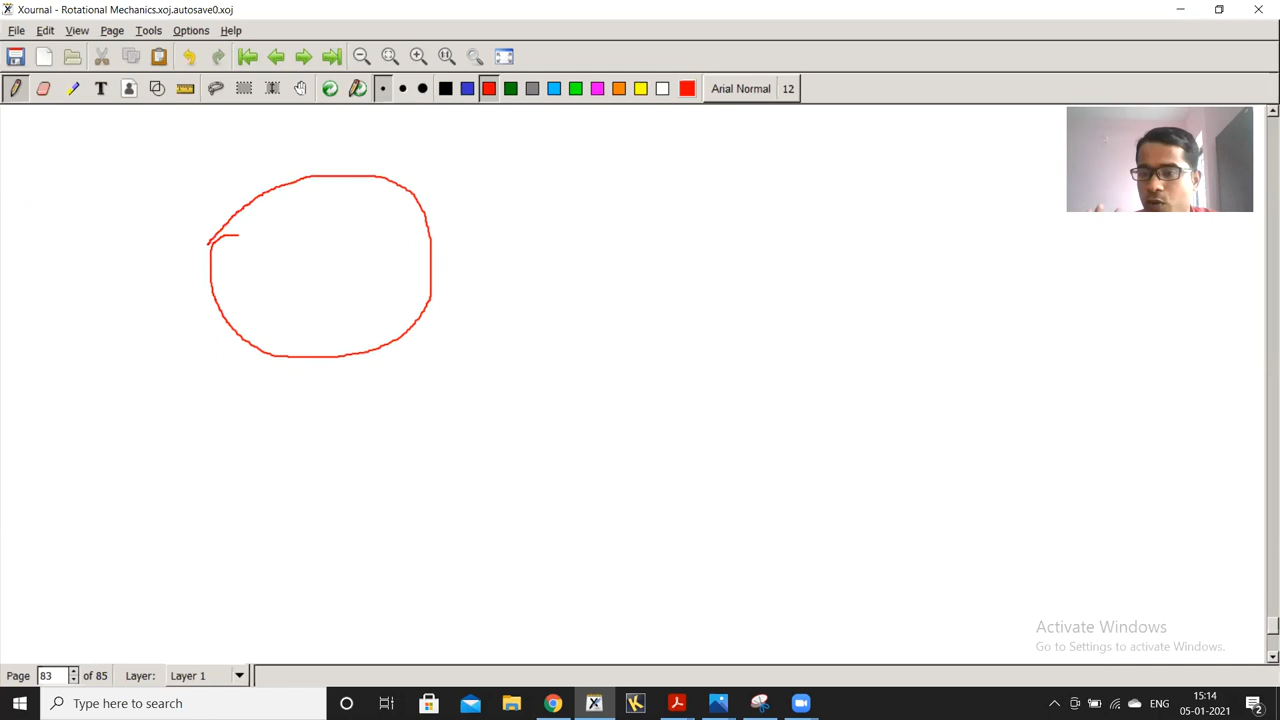 Xournal - Rotational Mechanics.xoj.autosave0.xoj
File Edit View Page Tools Options Help
Arial Normal 12
Activate Windows
Go to Settings to activate Windows.
Page 83 of 85 Layer: Layer 1
Type here to search
ENG
15:14
05-01-2021
2